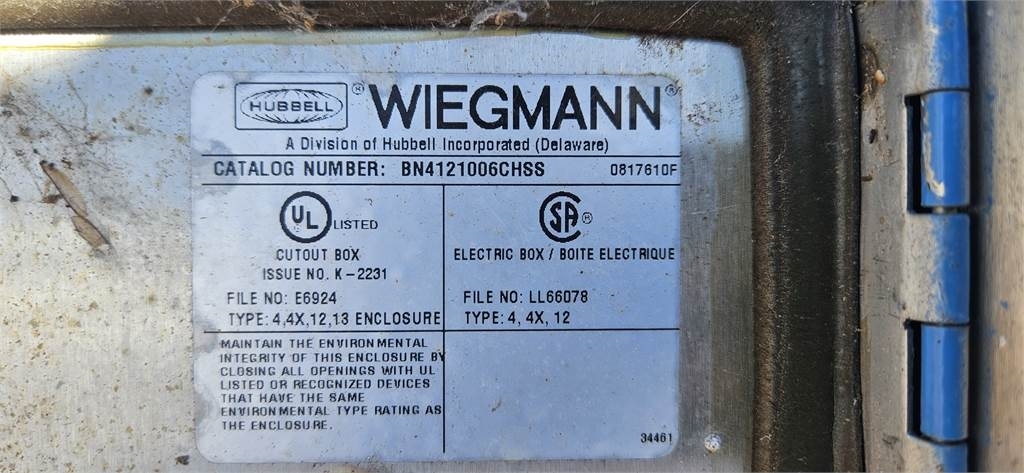 HUBBELL ® WIEGMANN ®
A Division of Hubbell Incorporated (Delaware)
CATALOG NUMBER: BN4121006CHSS 0817610F
UL LISTED
CUTOUT BOX
ISSUE NO. K-2231
FILE NO: E6924
TYPE: 4,4X,12,13 ENCLOSURE
SA ®
ELECTRIC BOX / BOITE ELECTRIQUE
FILE NO: LL66078
TYPE: 4, 4X, 12
MAINTAIN THE ENVIRONMENTAL
INTEGRITY OF THIS ENCLOSURE BY
CLOSING ALL OPENINGS WITH UL
LISTED OR RECOGNIZED DEVICES
THAT HAVE THE SAME
ENVIRONMENTAL TYPE RATING AS
THE ENCLOSURE.
34461